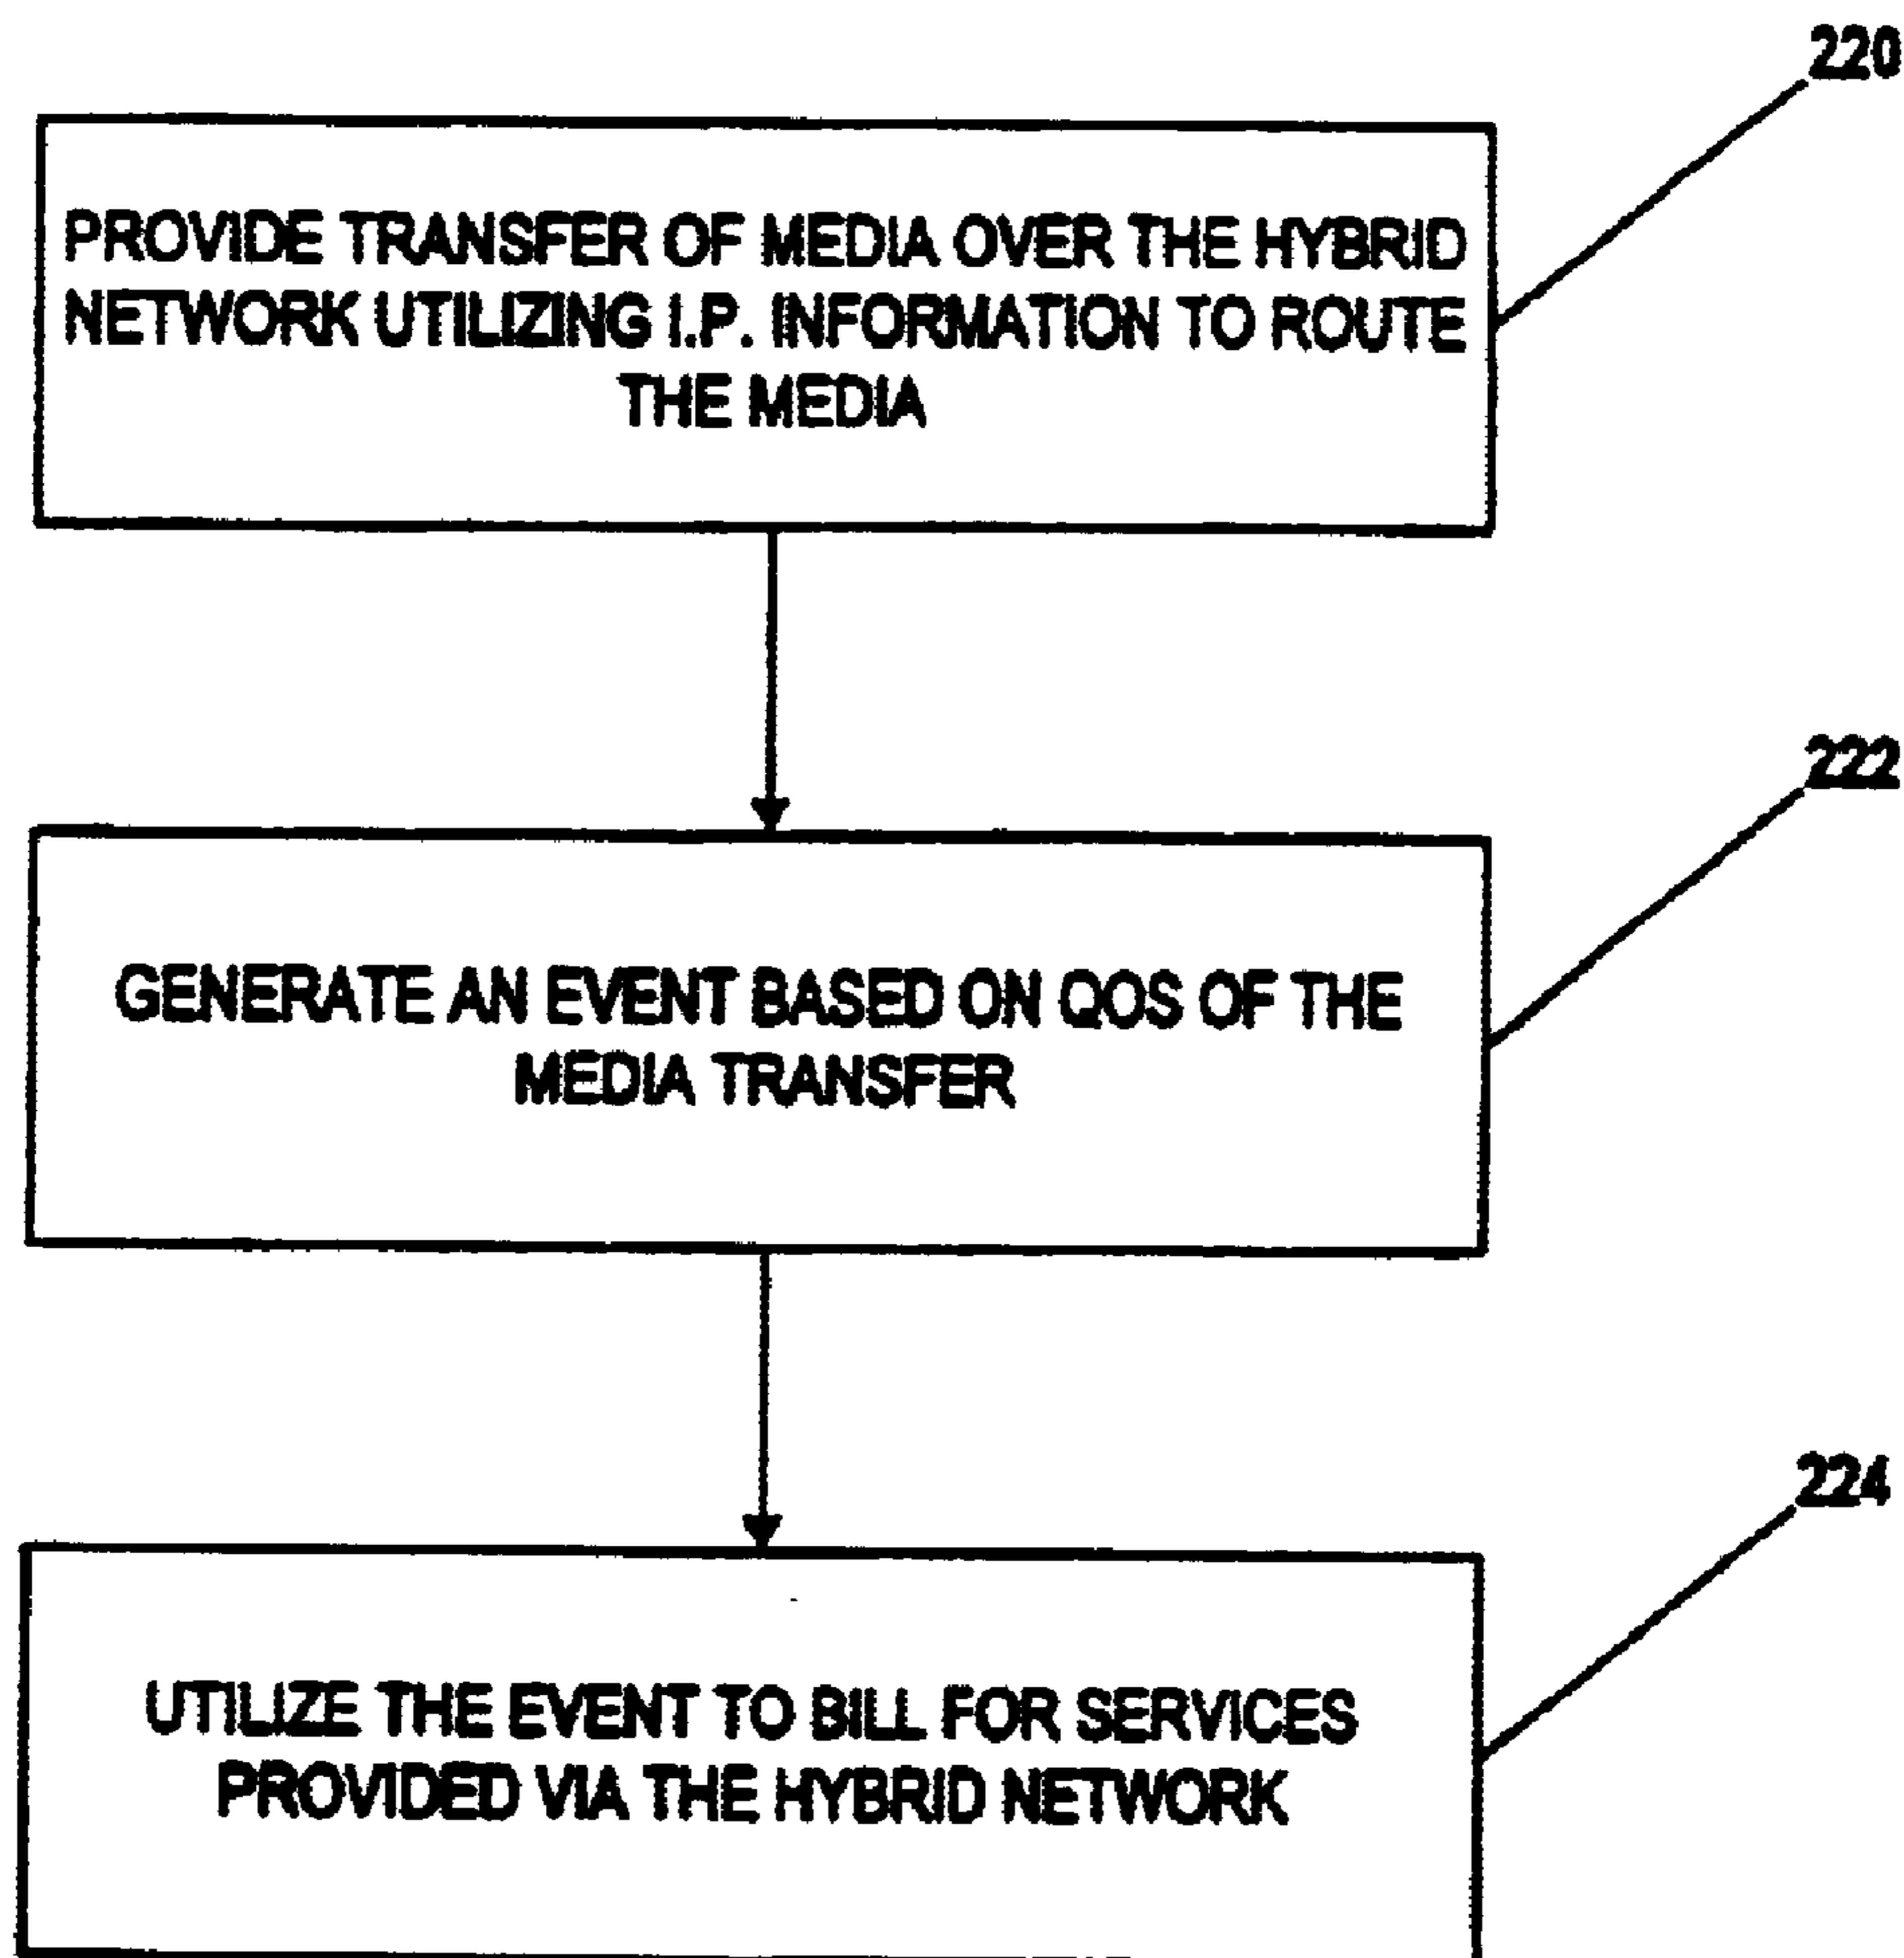 220
PROVIDE TRANSFER OF MEDIA OVER THE HYBRID
NETWORK UTILIZING I.P. INFORMATION TO ROUTE
THE MEDIA
222
GENERATE AN EVENT BASED ON QOS OF THE
MEDIA TRANSFER
224
UTILIZE THE EVENT TO BILL FOR SERVICES
PROVIDED VIA THE HYBRID NETWORK